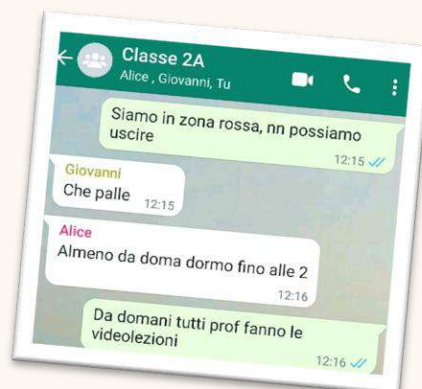 Classe 2A
Alice , Giovanni, Tu
Siamo in zona rossa, nn possiamo
uscire
12:15
Giovanni
Che palle 12:15
Alice
Almeno da doma dormo fino alle 2
12:16
Da domani tutti prof fanno le
videolezioni
12:16